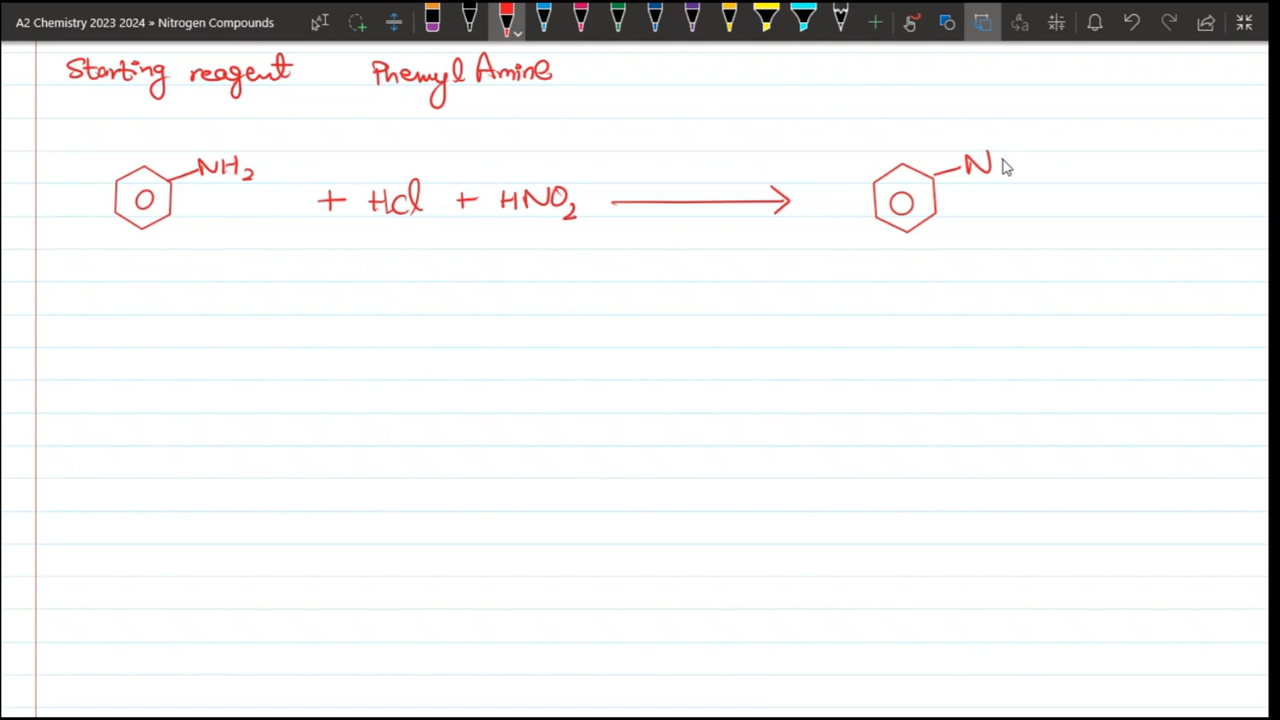 A2 Chemistry 2023 2024 » Nitrogen Compounds
Starting reagent Phenyl Amine
NH2 + HCl + HNO2 N